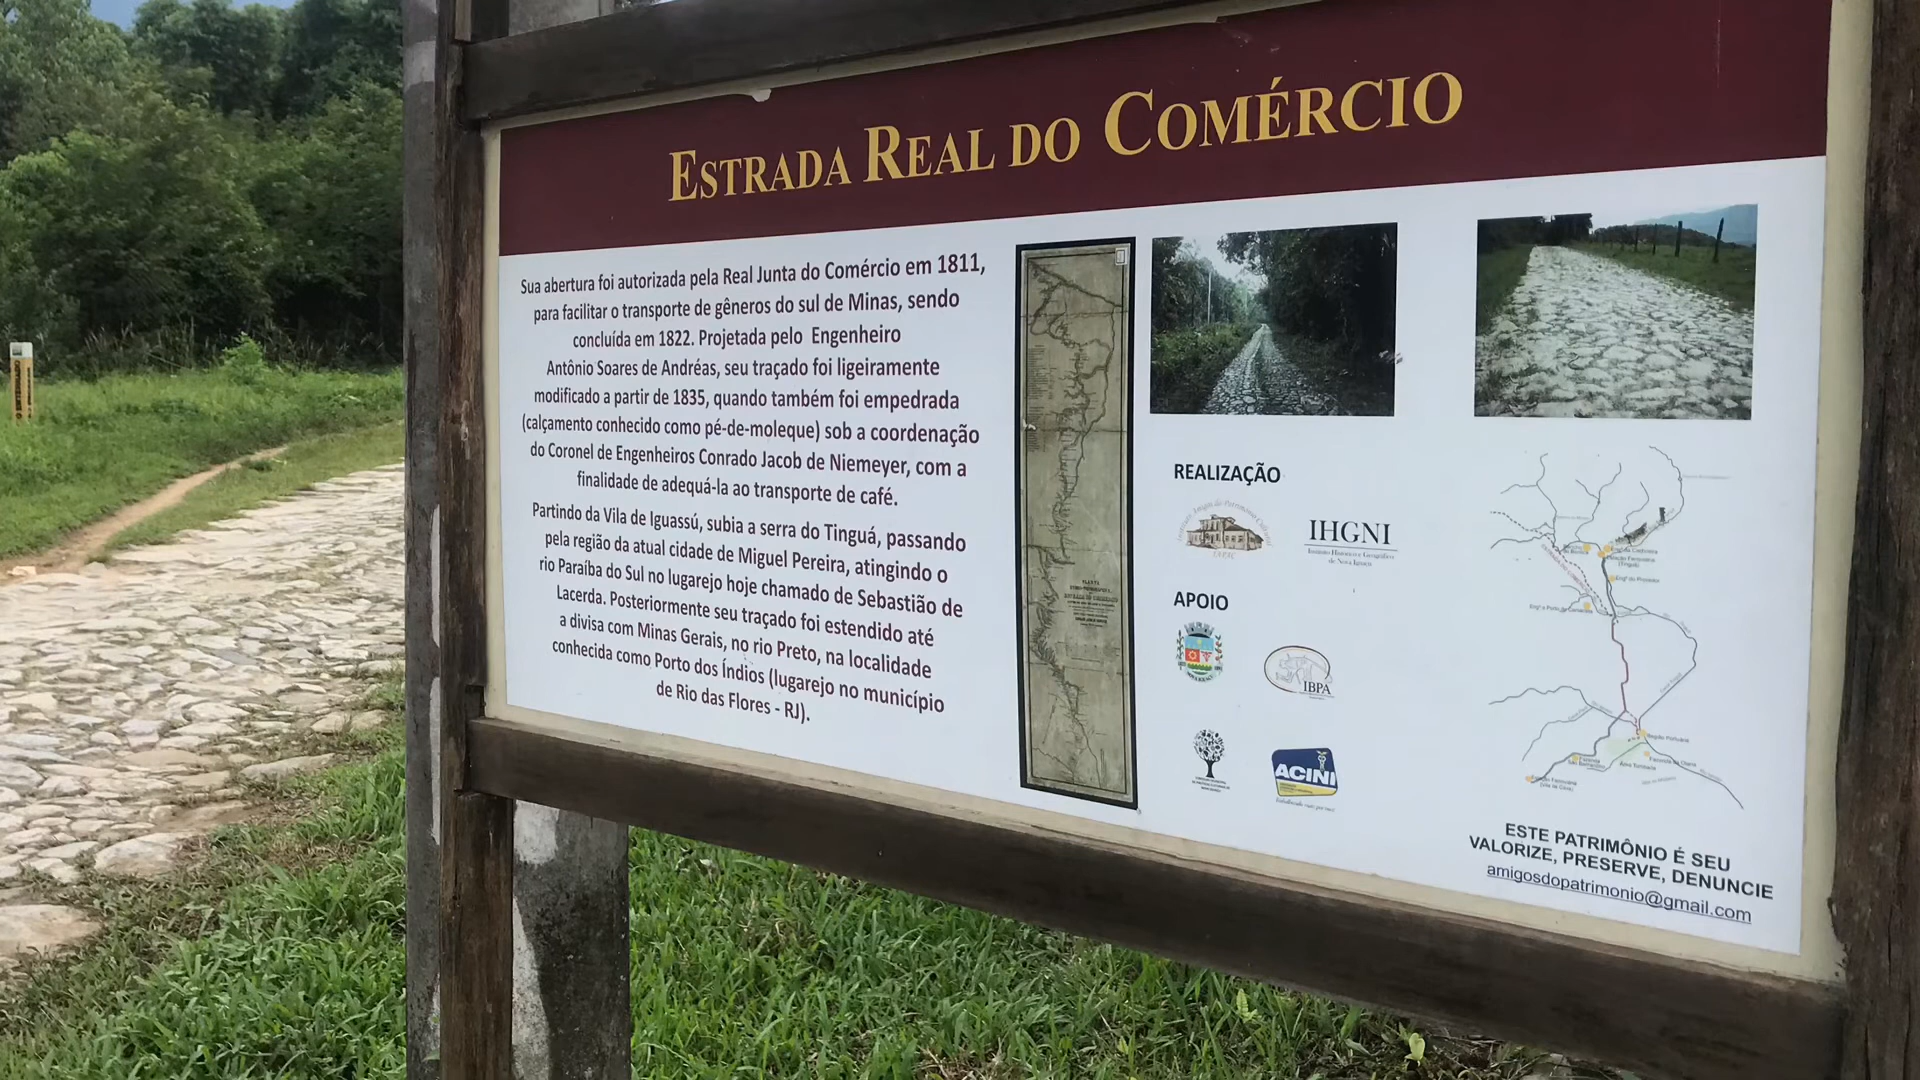 ESTRADA REAL DO COMÉRCIO
Sua abertura foi autorizada pela Real Junta do Comércio em 1811,
para facilitar o transporte de gêneros do sul de Minas, sendo
concluída em 1822. Projetada pelo Engenheiro
Antônio Soares de Andréas, seu traçado foi ligeiramente
modificado a partir de 1835, quando também foi empedrada
(calçamento conhecido como pé-de-moleque) sob a coordenação
do Coronel de Engenheiros Conrado Jacob de Niemeyer, com a
finalidade de adequá-la ao transporte de café.
Partindo da Vila de Iguassú, subia a serra do Tinguá, passando
pela região da atual cidade de Miguel Pereira, atingindo o
rio Paraíba do Sul no lugarejo hoje chamado de Sebastião de
Lacerda. Posteriormente seu traçado foi estendido até
a divisa com Minas Gerais, no rio Preto, na localidade
conhecida como Porto dos Índios (lugarejo no município
de Rio das Flores - RJ).
REALIZAÇÃO
IHGNI
Instituto Histórico e Geográfico
de Nova Iguaçu
APOIO
IBPA
ACINI
ESTE PATRIMÔNIO É SEU
VALORIZE, PRESERVE, DENUNCIE
amigosdopatrimonio@gmail.com